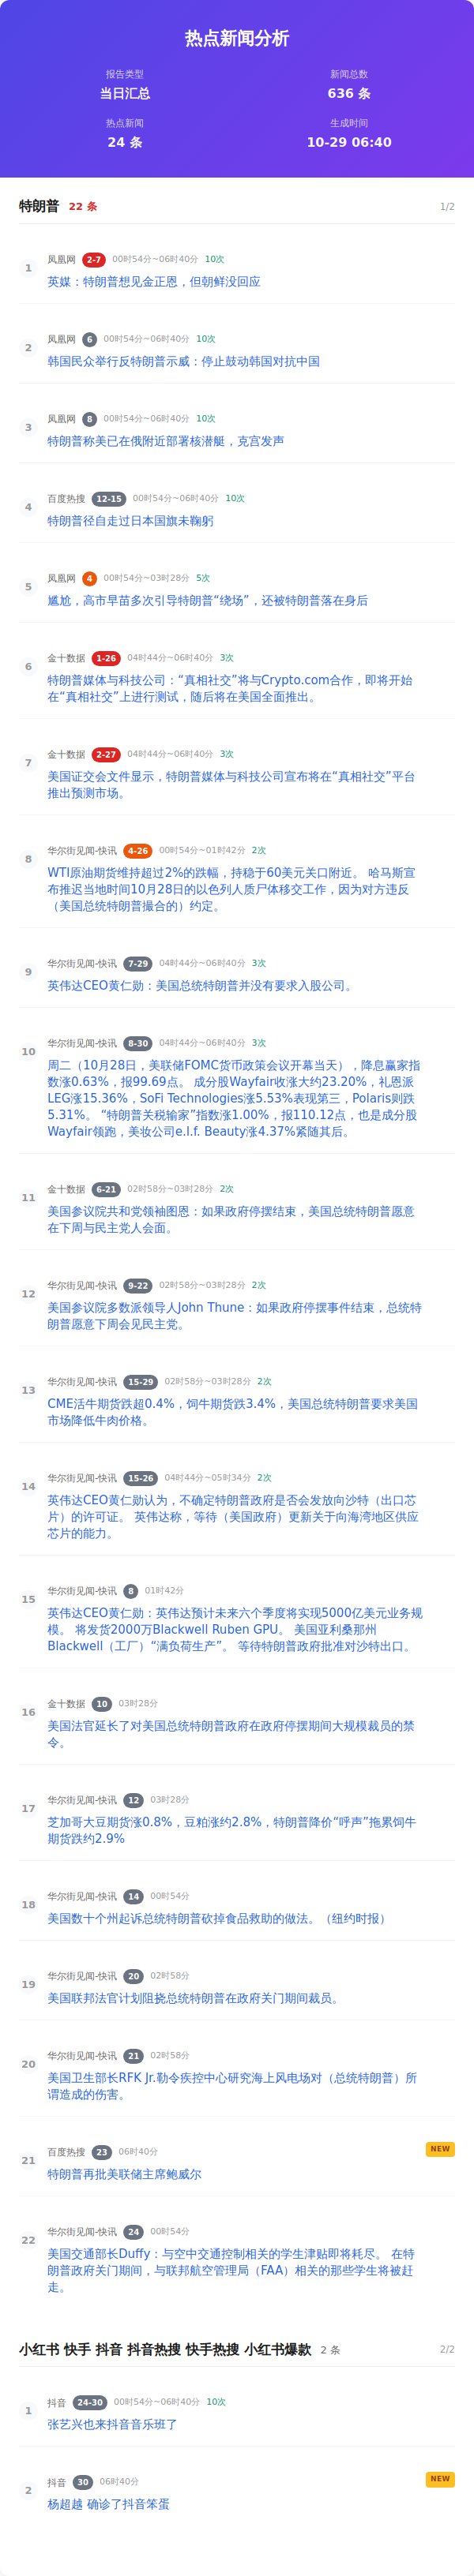 热点新闻分析
报告类型
新闻总数
当日汇总
636 条
热点新闻
生成时间
24 条
10-29 06:40
特朗普 22 条 1/2
1 凤凰网 2-7 00时54分~06时40分 10次
英媒：特朗普想见金正恩，但朝鲜没回应
2 凤凰网 6 00时54分~06时40分 10次
韩国民众举行反特朗普示威：停止鼓动韩国对抗中国
3 凤凰网 8 00时54分~06时40分 10次
特朗普称美已在俄附近部署核潜艇，克宫发声
4 百度热搜 12-15 00时54分~06时40分 10次
特朗普径自走过日本国旗未鞠躬
5 凤凰网 4 00时54分~03时28分 5次
尴尬，高市早苗多次引导特朗普“绕场”，还被特朗普落在身后
6 金十数据 1-26 04时44分~06时40分 3次
特朗普媒体与科技公司：“真相社交”将与Crypto.com合作，即将开始
在“真相社交”上进行测试，随后将在美国全面推出。
7 金十数据 2-27 04时44分~06时40分 3次
美国证交会文件显示，特朗普媒体与科技公司宣布将在“真相社交”平台
推出预测市场。
8 华尔街见闻-快讯 4-26 00时54分~01时42分 2次
WTI原油期货维持超过2%的跌幅，持稳于60美元关口附近。 哈马斯宣
布推迟当地时间10月28日的以色列人质尸体移交工作，因为对方违反
（美国总统特朗普撮合的）约定。
9 华尔街见闻-快讯 7-29 04时44分~06时40分 3次
英伟达CEO黄仁勋：美国总统特朗普并没有要求入股公司。
10 华尔街见闻-快讯 8-30 04时44分~06时40分 3次
周二（10月28日，美联储FOMC货币政策会议开幕当天），降息赢家指
数涨0.63%，报99.69点。 成分股Wayfair收涨大约23.20%，礼恩派
LEG涨15.36%，SoFi Technologies涨5.53%表现第三，Polaris则跌
5.31%。 “特朗普关税输家”指数涨1.00%，报110.12点，也是成分股
Wayfair领跑，美妆公司e.l.f. Beauty涨4.37%紧随其后。
11 金十数据 6-21 02时58分~03时28分 2次
美国参议院共和党领袖图恩：如果政府停摆结束，美国总统特朗普愿意
在下周与民主党人会面。
12 华尔街见闻-快讯 9-22 02时58分~03时28分 2次
美国参议院多数派领导人John Thune：如果政府停摆事件结束，总统特
朗普愿意下周会见民主党。
13 华尔街见闻-快讯 15-29 02时58分~03时28分 2次
CME活牛期货跌超0.4%，饲牛期货跌3.4%，美国总统特朗普要求美国
市场降低牛肉价格。
14 华尔街见闻-快讯 15-26 04时44分~05时34分 2次
英伟达CEO黄仁勋认为，不确定特朗普政府是否会发放向沙特（出口芯
片）的许可证。 英伟达称，等待（美国政府）更新关于向海湾地区供应
芯片的能力。
15 华尔街见闻-快讯 8 01时42分
英伟达CEO黄仁勋：英伟达预计未来六个季度将实现5000亿美元业务规
模。 将发货2000万Blackwell Ruben GPU。 美国亚利桑那州
Blackwell（工厂）“满负荷生产”。 等待特朗普政府批准对沙特出口。
16 金十数据 10 03时28分
美国法官延长了对美国总统特朗普政府在政府停摆期间大规模裁员的禁
令。
17 华尔街见闻-快讯 12 03时28分
芝加哥大豆期货涨0.8%，豆粕涨约2.8%，特朗普降价“呼声”拖累饲牛
期货跌约2.9%
18 华尔街见闻-快讯 14 00时54分
美国数十个州起诉总统特朗普砍掉食品救助的做法。（纽约时报）
19 华尔街见闻-快讯 20 02时58分
美国联邦法官计划阻挠总统特朗普在政府关门期间裁员。
20 华尔街见闻-快讯 21 02时58分
美国卫生部长RFK Jr.勒令疾控中心研究海上风电场对（总统特朗普）所
谓造成的伤害。
21 百度热搜 23 06时40分 NEW
特朗普再批美联储主席鲍威尔
22 华尔街见闻-快讯 24 00时54分
美国交通部长Duffy：与空中交通控制相关的学生津贴即将耗尽。 在特
朗普政府关门期间，与联邦航空管理局（FAA）相关的那些学生将被赶
走。
小红书 快手 抖音 抖音热搜 快手热搜 小红书爆款 2 条 2/2
1 抖音 24-30 00时54分~06时40分 10次
张艺兴也来抖音音乐班了
2 抖音 30 06时40分 NEW
杨超越 确诊了抖音笨蛋